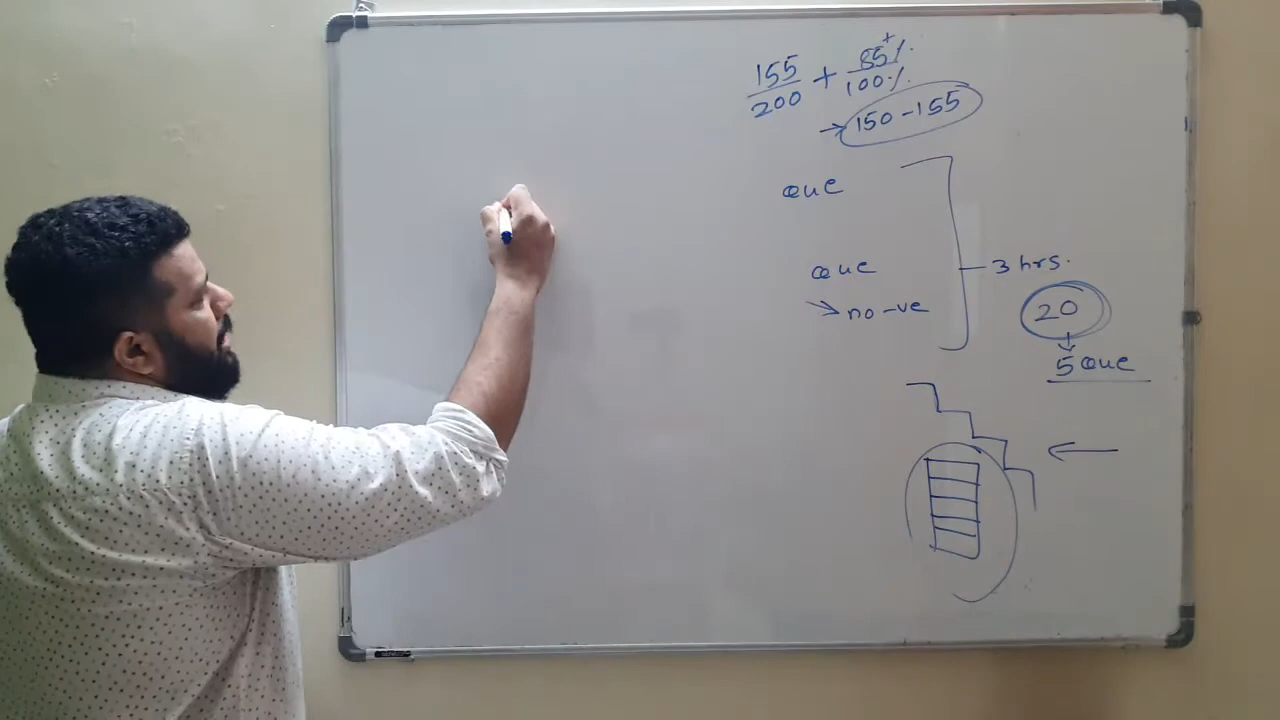 155/200 + 85+%/100%
→ 150-155
que
que
3 hrs.
→ no -ve
20
5 que